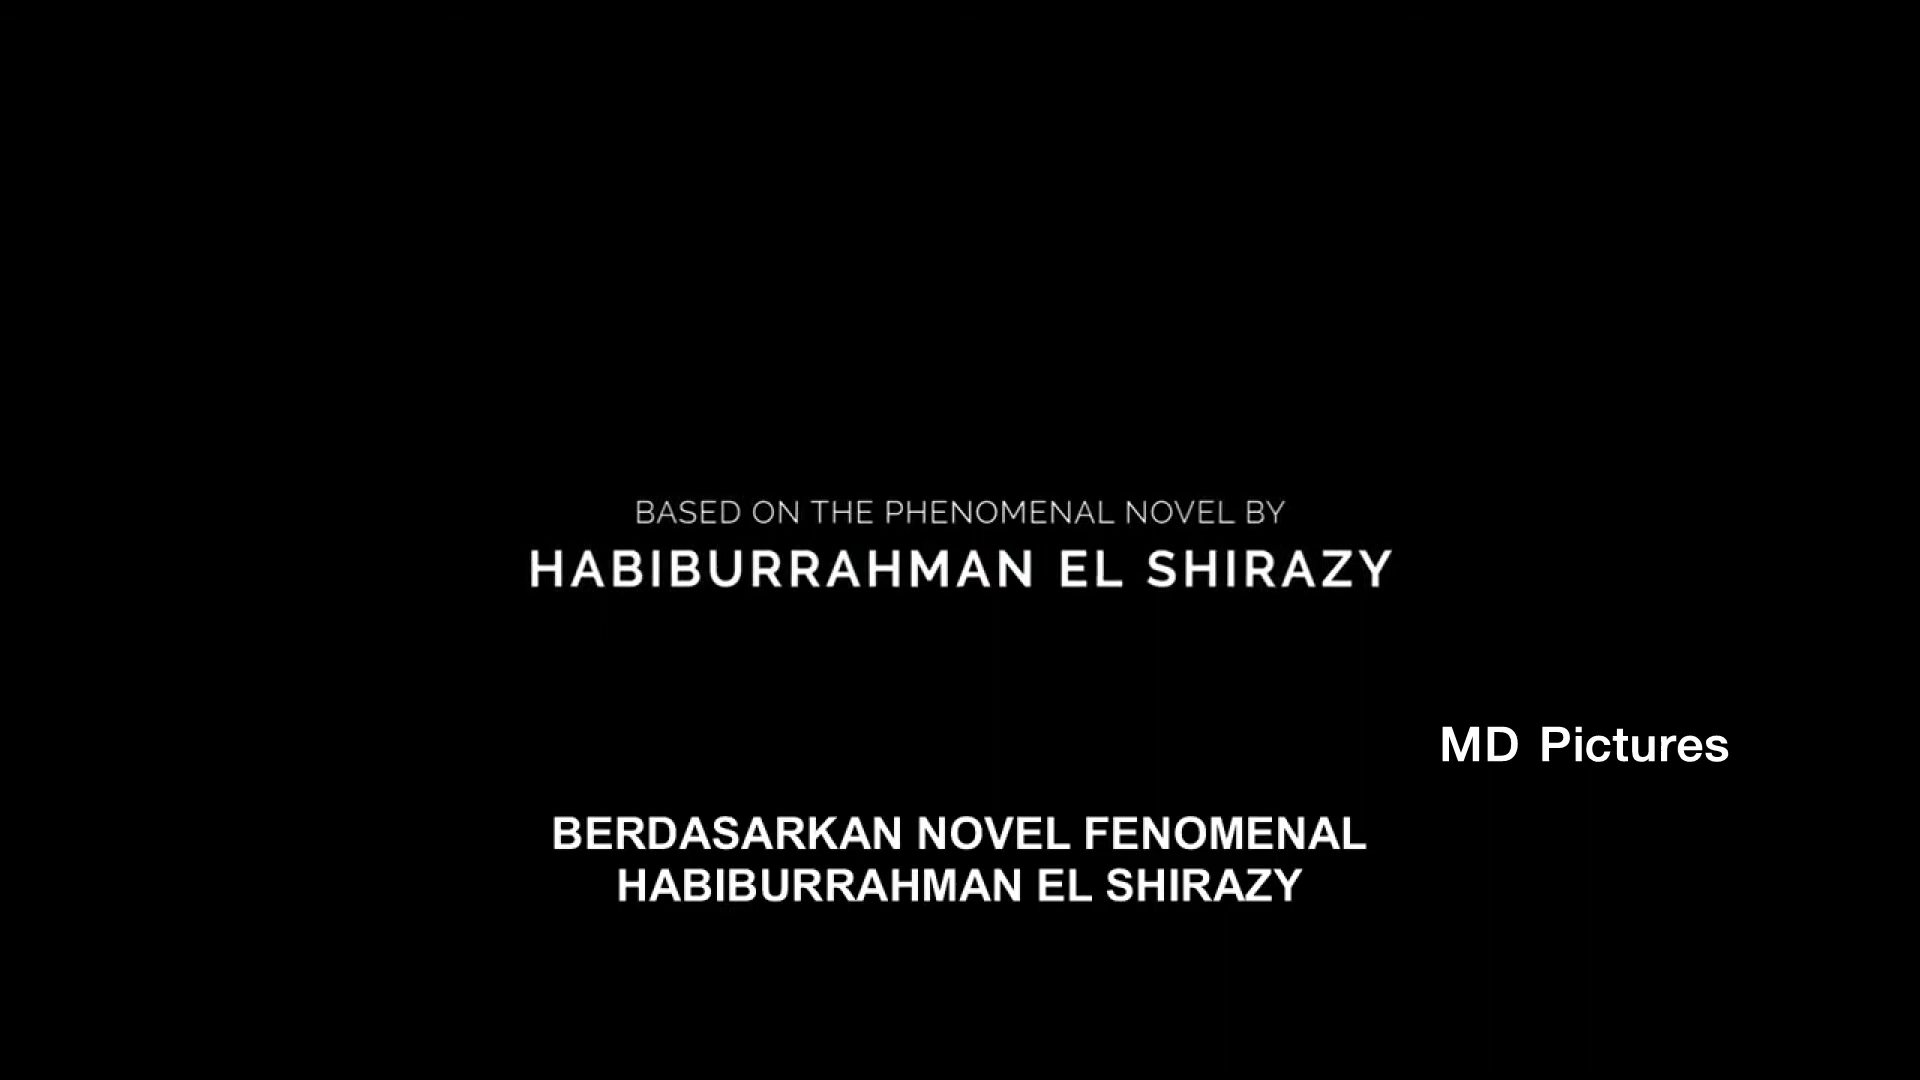 BASED ON THE PHENOMENAL NOVEL BY
HABIBURRAHMAN EL SHIRAZY
MD Pictures
BERDASARKAN NOVEL FENOMENAL
HABIBURRAHMAN EL SHIRAZY